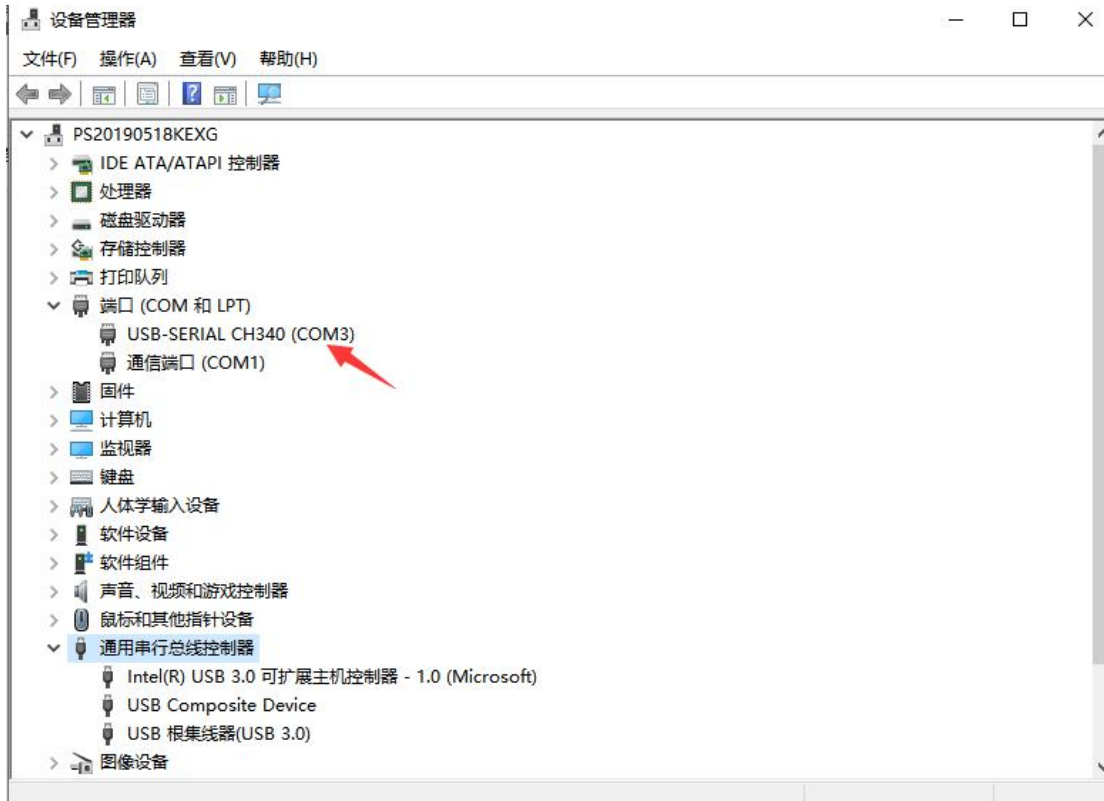 设备管理器
文件(F) 操作(A) 查看(V) 帮助(H)
PS20190518KEXG
IDE ATA/ATAPI 控制器
处理器
磁盘驱动器
存储控制器
打印队列
端口 (COM 和 LPT)
USB-SERIAL CH340 (COM3)
通信端口 (COM1)
固件
计算机
监视器
键盘
人体学输入设备
软件设备
软件组件
声音、视频和游戏控制器
鼠标和其他指针设备
通用串行总线控制器
Intel(R) USB 3.0 可扩展主机控制器 - 1.0 (Microsoft)
USB Composite Device
USB 根集线器(USB 3.0)
图像设备